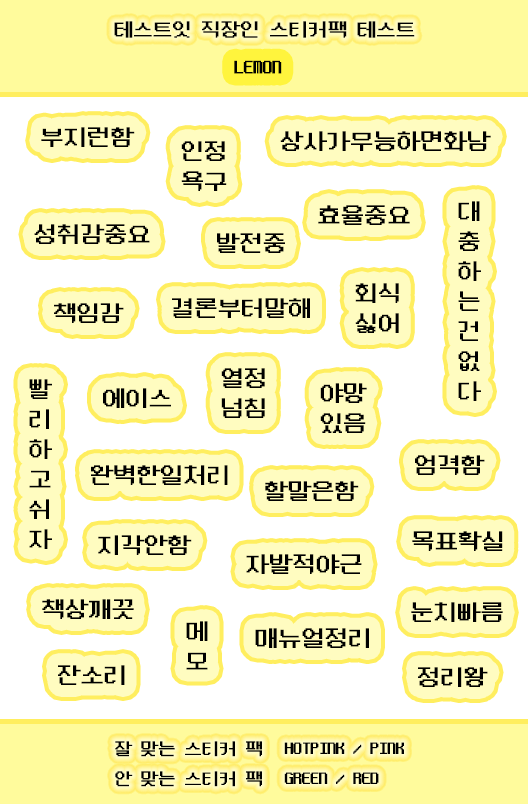 테스트잇 직장인 스티커팩 테스트
LEMON
부지런함
인정
욕구
상사가무능하면화남
성취감중요
발전중
효율중요
대충하는건없다
책임감
결론부터말해
회식
싫어
빨리하고쉬자
에이스
열정
넘침
야망
있음
완벽한일처리
할말은함
엄격함
지각안함
자발적야근
목표확실
책상깨끗
메모
매뉴얼정리
눈치빠름
잔소리
정리왕
잘 맞는 스티커 팩 HOTPINK / PINK
안 맞는 스티커 팩 GREEN / RED